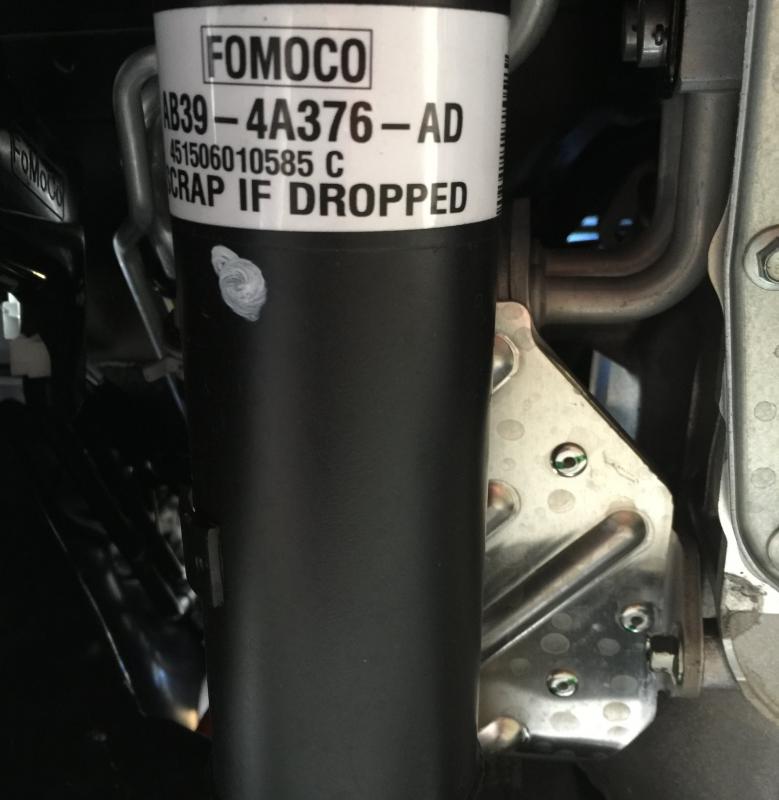 FOMOCO
AB39-4A376-AD
451506010585 C
SCRAP IF DROPPED
FoMoCo